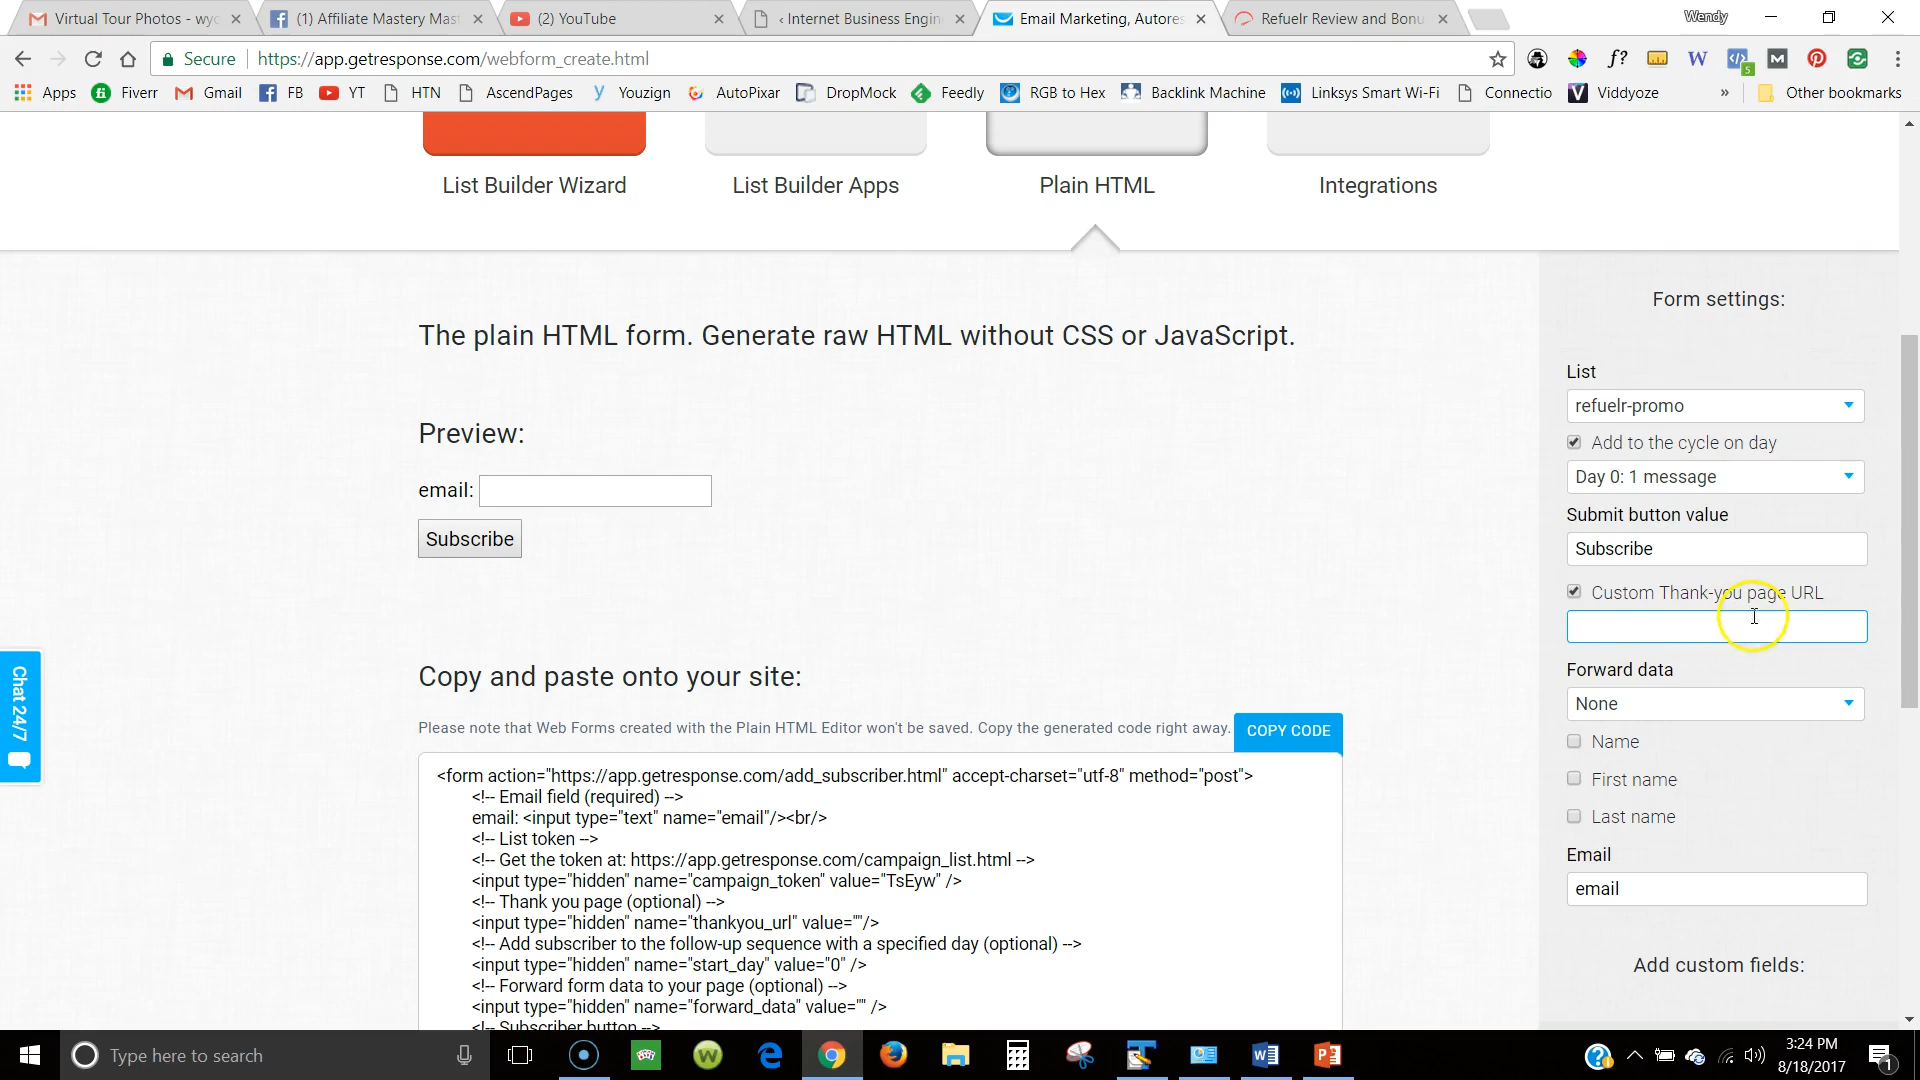 Virtual Tour Photos - wyc
(1) Affiliate Mastery Mast
(2) YouTube
‹ Internet Business Engin
Email Marketing, Autores
Refuelr Review and Bonu
Wendy
Secure
https://app.getresponse.com/webform_create.html
Apps
Fiverr
Gmail
FB
YT
HTN
AscendPages
Youzign
AutoPixar
DropMock
Feedly
RGB to Hex
Backlink Machine
Linksys Smart Wi-Fi
Connectio
Viddyoze
»
Other bookmarks
List Builder Wizard
List Builder Apps
Plain HTML
Integrations
The plain HTML form. Generate raw HTML without CSS or JavaScript.
Preview:
email:
Subscribe
Copy and paste onto your site:
Please note that Web Forms created with the Plain HTML Editor won't be saved. Copy the generated code right away.
COPY CODE
<form action="https://app.getresponse.com/add_subscriber.html" accept-charset="utf-8" method="post">
<!-- Email field (required) -->
email: <input type="text" name="email"/><br/>
<!-- List token -->
<!-- Get the token at: https://app.getresponse.com/campaign_list.html -->
<input type="hidden" name="campaign_token" value="TsEyw" />
<!-- Thank you page (optional) -->
<input type="hidden" name="thankyou_url" value=""/>
<!-- Add subscriber to the follow-up sequence with a specified day (optional) -->
<input type="hidden" name="start_day" value="0" />
<!-- Forward form data to your page (optional) -->
<input type="hidden" name="forward_data" value="" />
<!-- Subscriber button -->
Form settings:
List
refuelr-promo
Add to the cycle on day
Day 0: 1 message
Submit button value
Subscribe
Custom Thank-you page URL
Forward data
None
Name
First name
Last name
Email
email
Add custom fields:
Chat 24/7
Type here to search
3:24 PM
8/18/2017
1